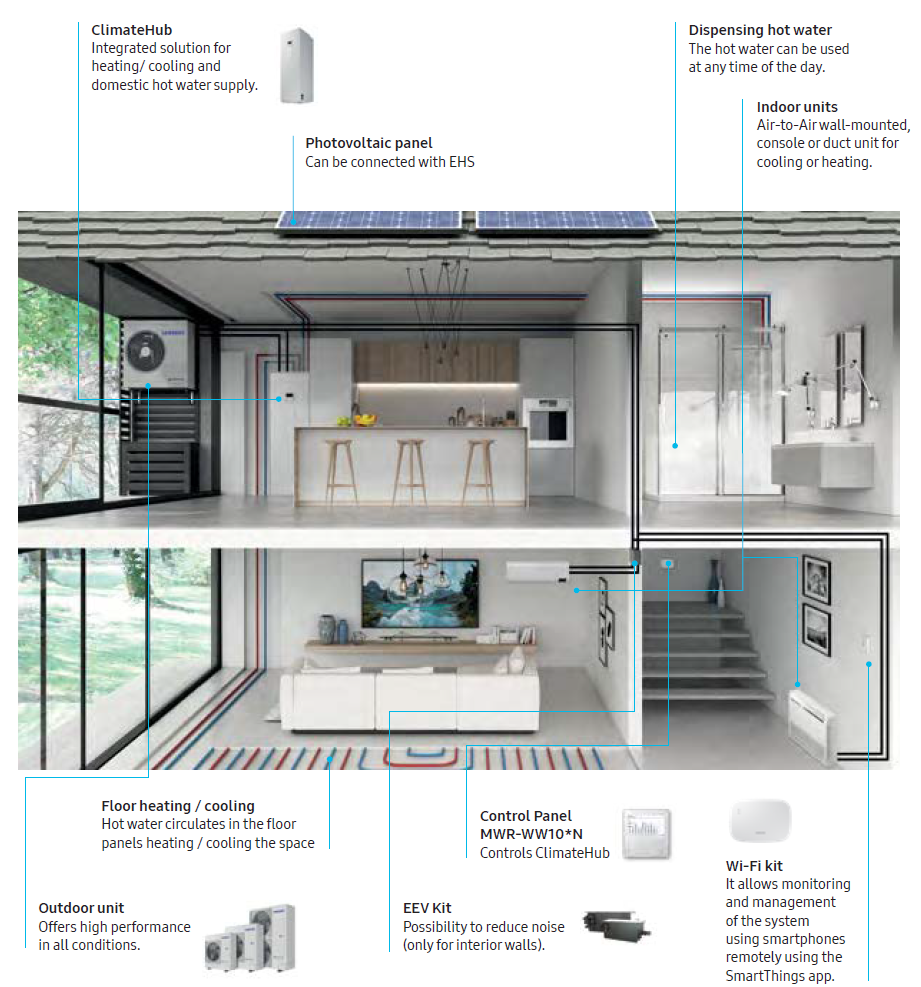 ClimateHub
Integrated solution for
heating/ cooling and
domestic hot water supply.
Dispensing hot water
The hot water can be used
at any time of the day.
Indoor units
Air-to-Air wall-mounted,
console or duct unit for
cooling or heating.
Photovoltaic panel
Can be connected with EHS
SAMSUNG
Floor heating / cooling
Hot water circulates in the floor
panels heating / cooling the space
Control Panel
MWR-WW10*N
Controls ClimateHub
Wi-Fi kit
It allows monitoring
and management
of the system
using smartphones
remotely using the
SmartThings app.
Outdoor unit
Offers high performance
in all conditions.
EEV Kit
Possibility to reduce noise
(only for interior walls).